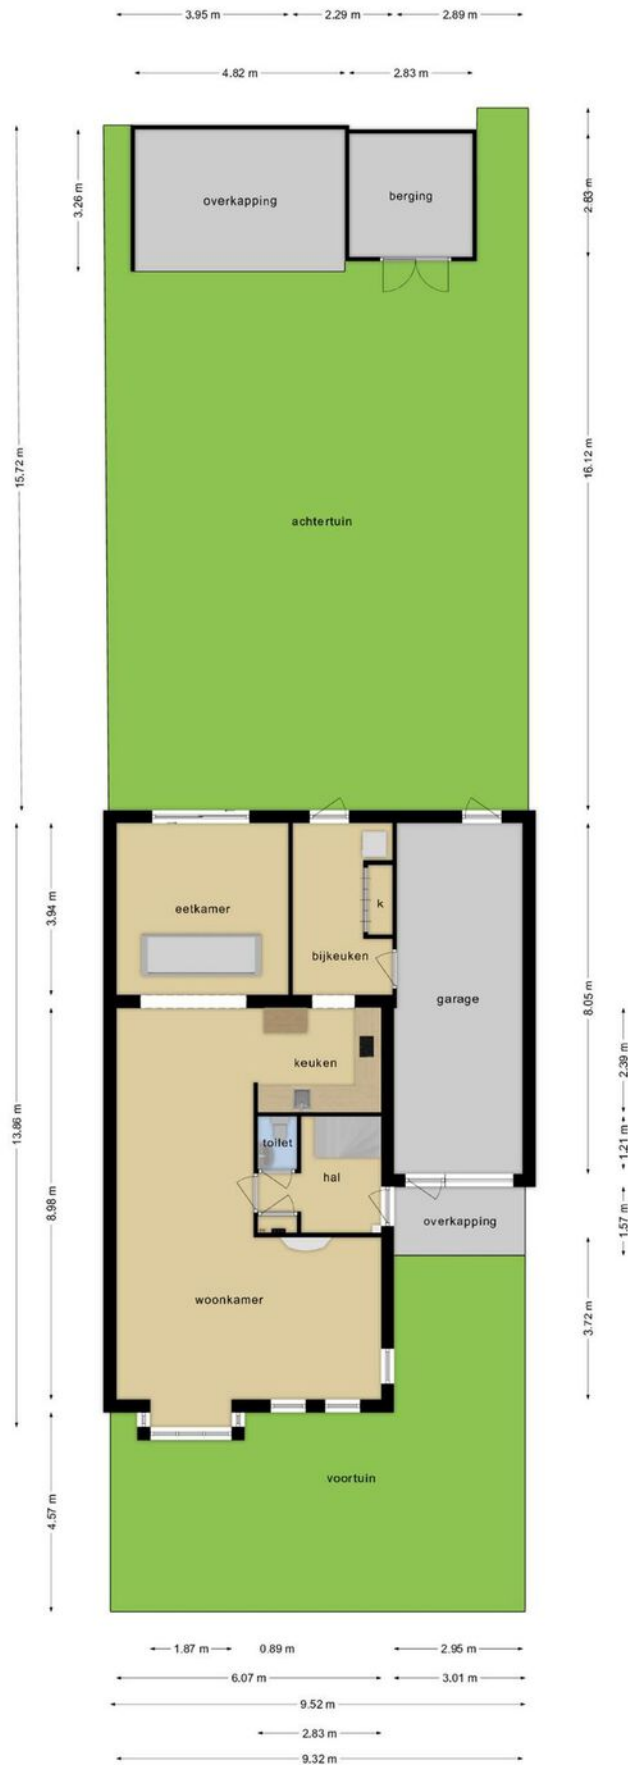 3.95 m 2.29 m 2.89 m
4.82 m 2.83 m
3.26 m
overkapping
berging
2.83 m
15.72 m
16.12 m
achtertuin
3.94 m
eetkamer
k
bijkeuken
garage
8.05 m
keuken
2.39 m
13.86 m
toilet
hal
1.21 m
8.98 m
overkapping
1.57 m
woonkamer
3.72 m
voortuin
4.57 m
1.87 m 0.89 m 2.95 m
6.07 m 3.01 m
9.52 m
2.83 m
9.32 m